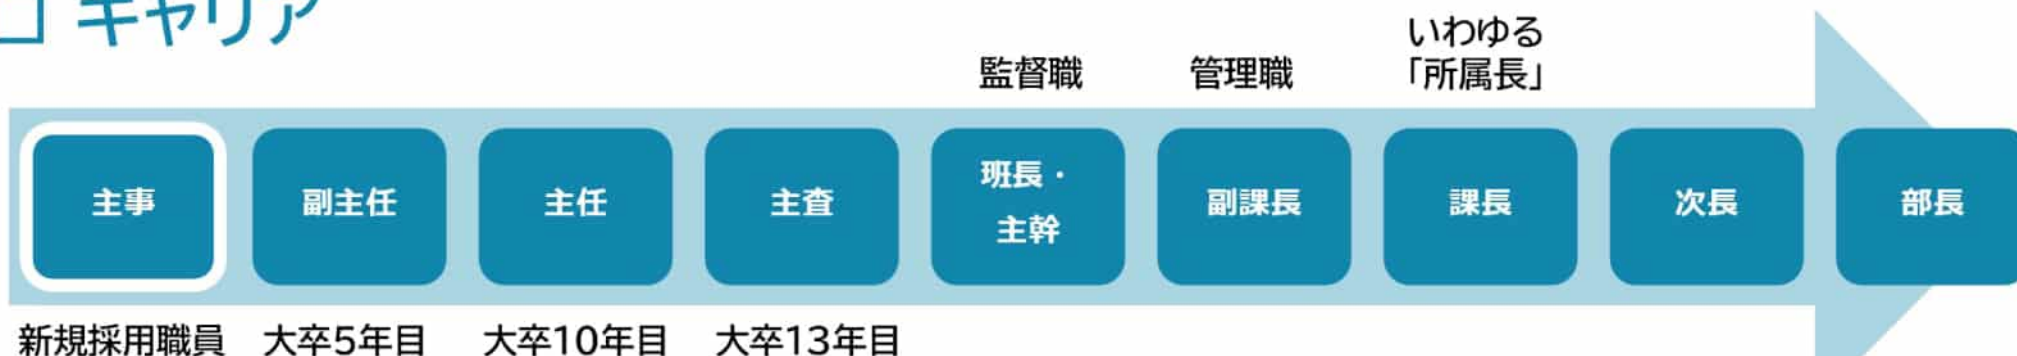 キャリア
いわゆる
監督職 管理職 「所属長」
主事 副主任 主任 主査 班長・ 副課長 課長 次長 部長
主幹
新規採用職員 大卒5年目 大卒10年目 大卒13年目